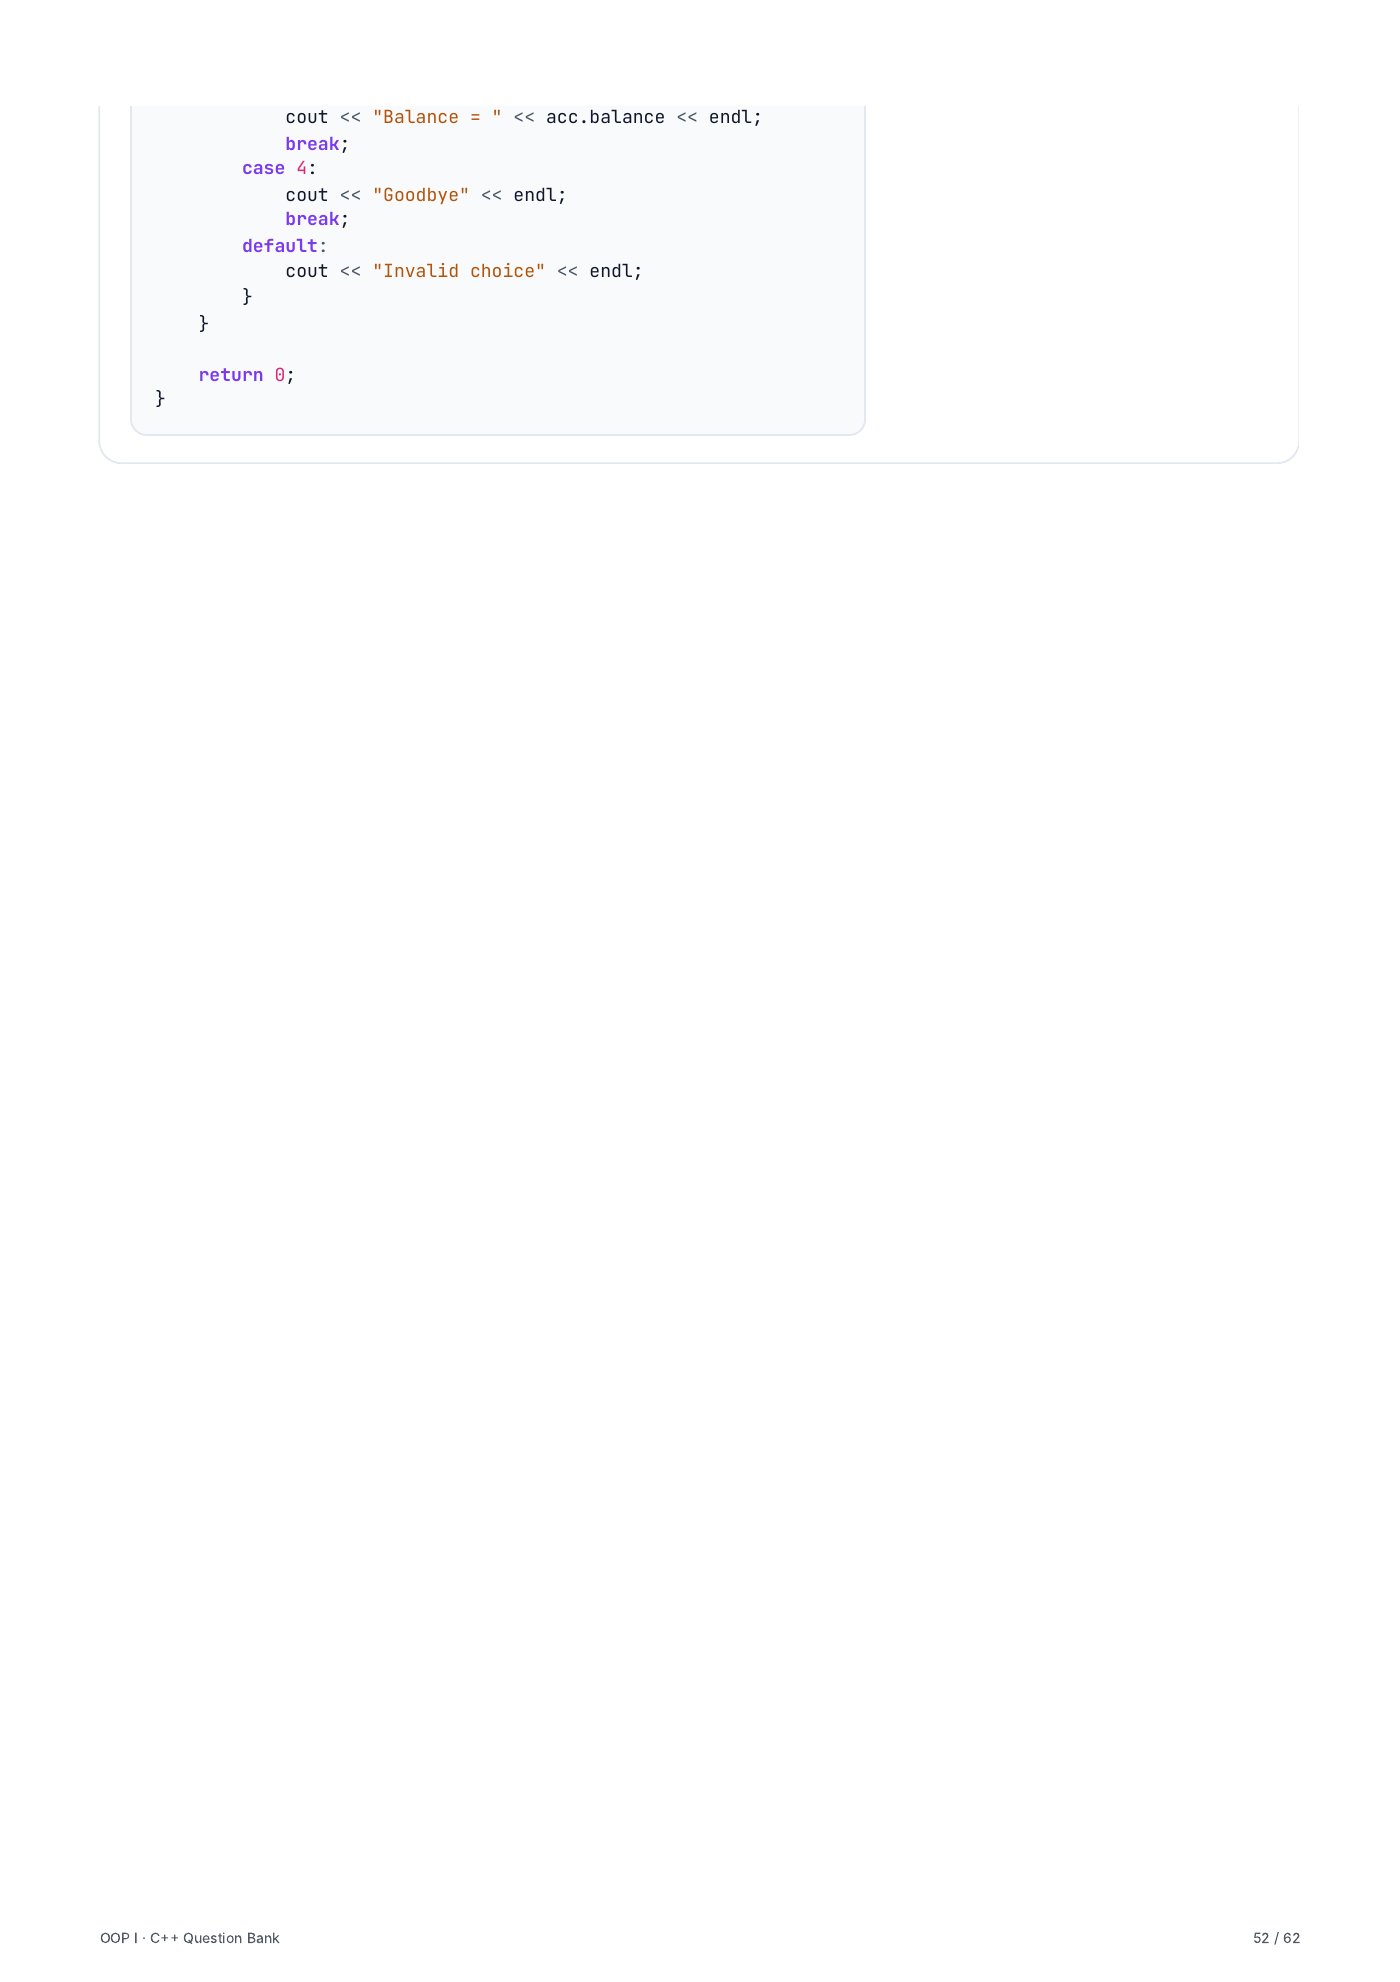 cout << "Balance = " << acc.balance << endl;
            break;
        case 4:
            cout << "Goodbye" << endl;
            break;
        default:
            cout << "Invalid choice" << endl;
        }
    }

    return 0;
}
OOP I · C++ Question Bank
52 / 62